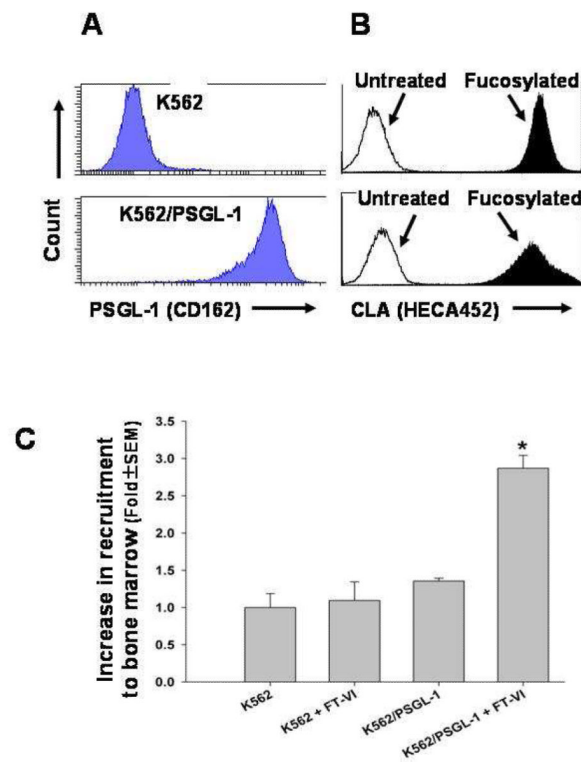 A
B
K562
Untreated Fucosylated
K562/PSGL-1
Untreated Fucosylated
Count
PSGL-1 (CD162)
CLA (HECA452)
C
Increase in recruitment
to bone marrow (Fold±SEM)
3.5
3.0
2.5
2.0
1.5
1.0
0.5
0.0
*
K562
K562 + FT-VI
K562/PSGL-1
K562/PSGL-1 + FT-VI